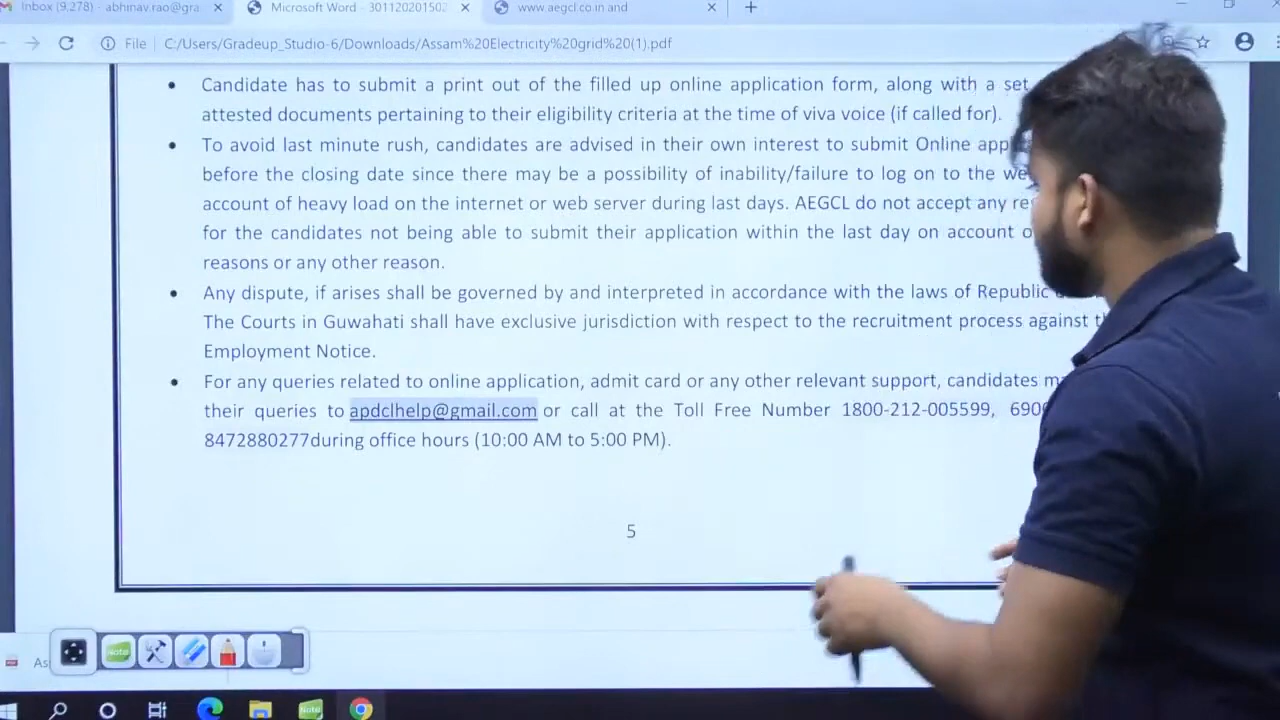 Inbox (9,278) - abhinav.rao@gra
Microsoft Word - 301120201502
www.aegcl.co.in and
File
C:/Users/Gradeup_Studio-6/Downloads/Assam%20Electricity%20grid%20(1).pdf
• Candidate has to submit a print out of the filled up online application form, along with a set
attested documents pertaining to their eligibility criteria at the time of viva voice (if called for).
• To avoid last minute rush, candidates are advised in their own interest to submit Online app
before the closing date since there may be a possibility of inability/failure to log on to the we
account of heavy load on the internet or web server during last days. AEGCL do not accept any re
for the candidates not being able to submit their application within the last day on account o
reasons or any other reason.
• Any dispute, if arises shall be governed by and interpreted in accordance with the laws of Republic
The Courts in Guwahati shall have exclusive jurisdiction with respect to the recruitment process against
Employment Notice.
• For any queries related to online application, admit card or any other relevant support, candidates
their queries to apdclhelp@gmail.com or call at the Toll Free Number 1800-212-005599, 690
8472880277during office hours (10:00 AM to 5:00 PM).
5
As
Note
Note